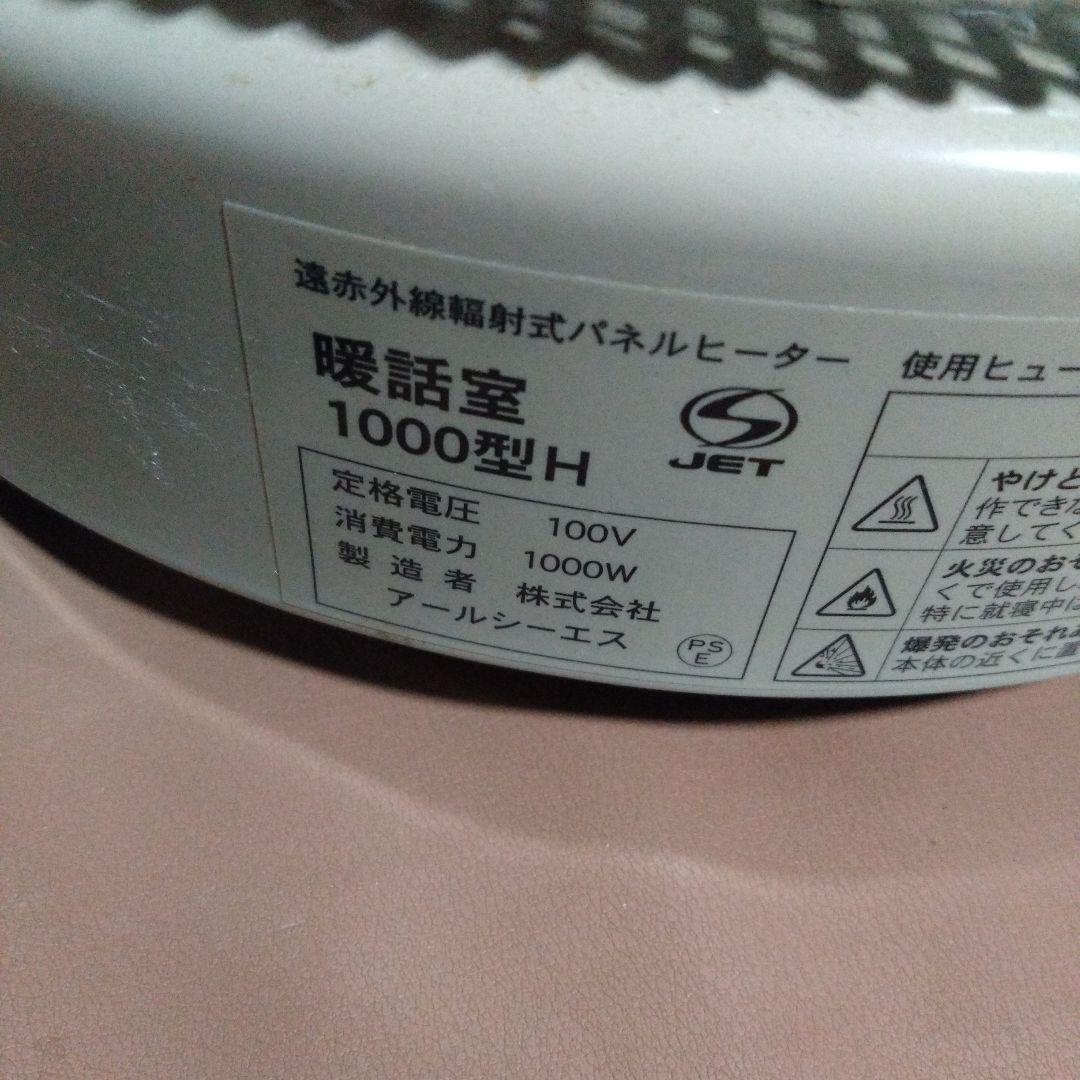 遠赤外線輻射式パネルヒーター
暖話室
1000型H
JET
定格電圧 100V
消費電力 1000W
製造者 株式会社
アールシーエス
PS
E
使用ヒュー
やけど
作できな
意してく
火災のおそ
くで使用し
特に就寝中は
爆発のおそれ
本体の近くに